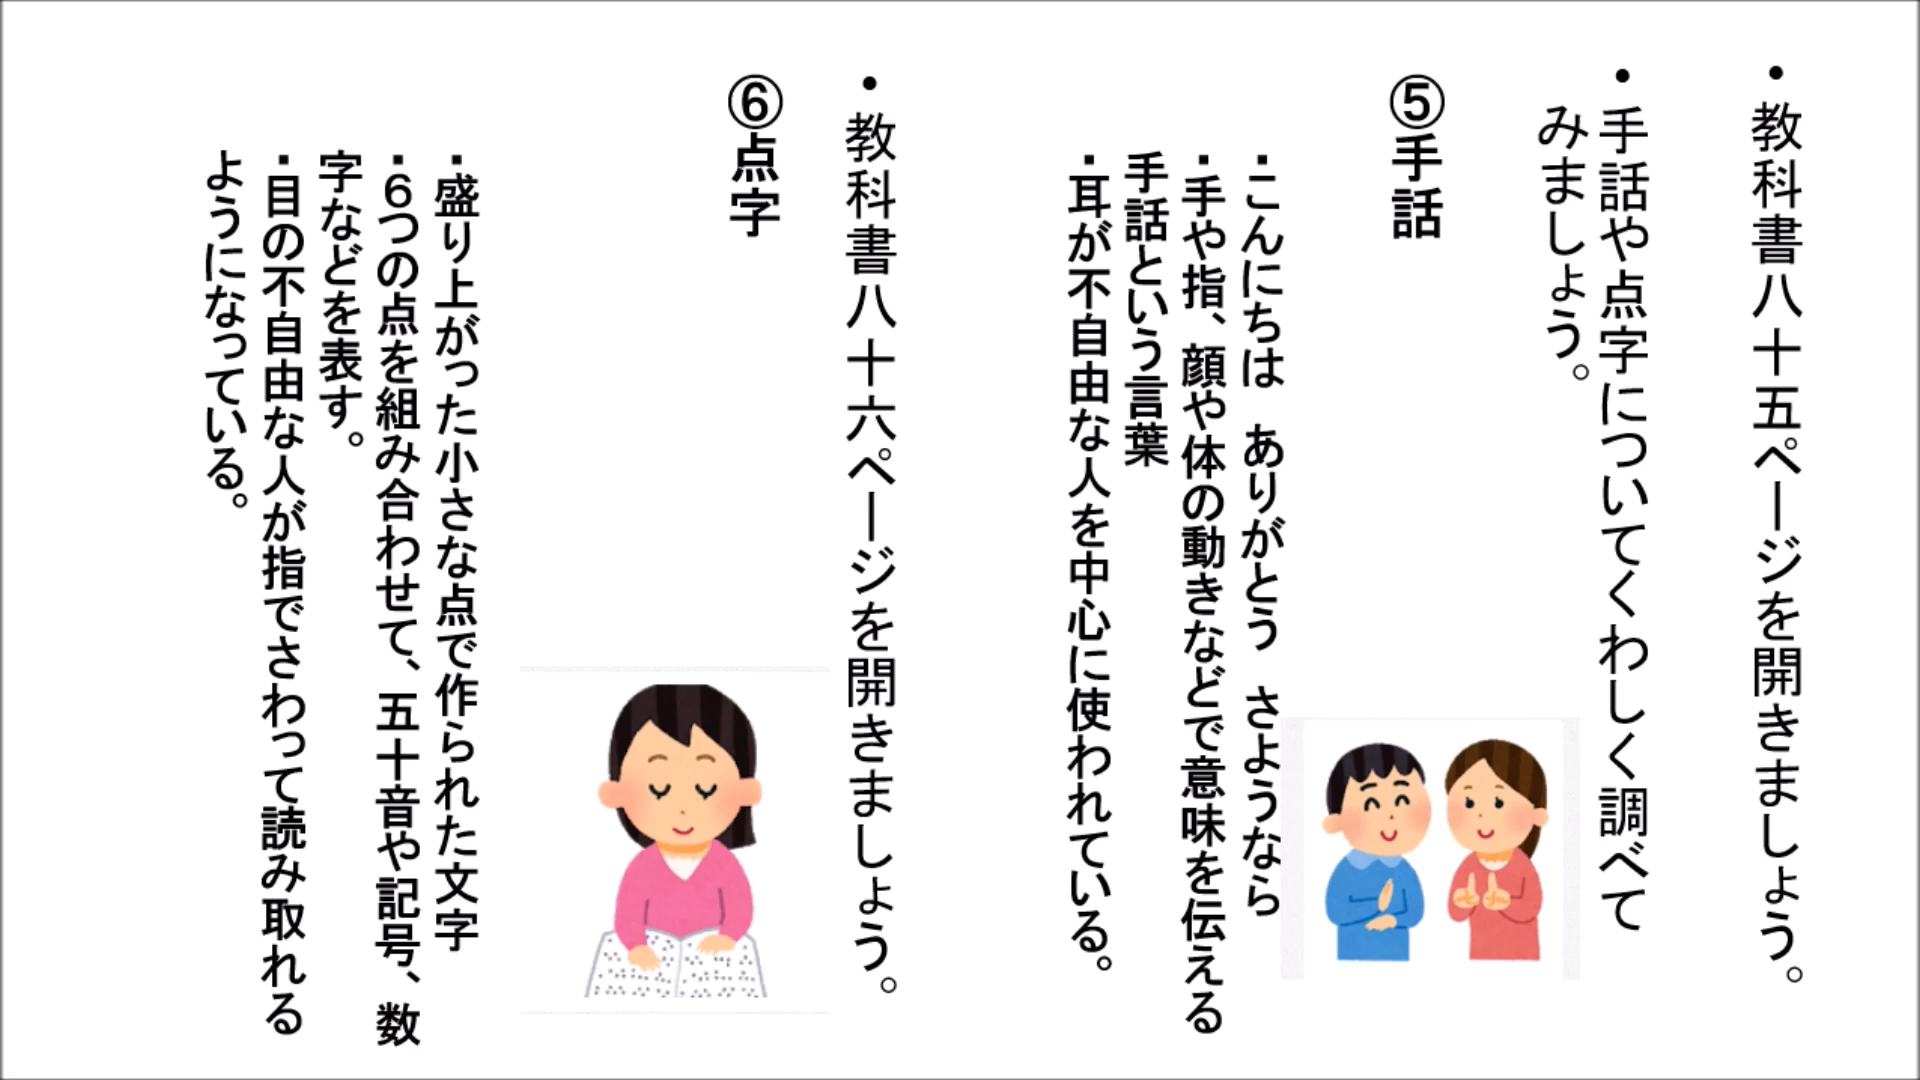 ・教科書八十五ページを開きましょう。
・手話や点字についてくわしく調べて
みましょう。
⑤手話
・こんにちは　ありがとう　さようなら
・手や指、顔や体の動きなどで意味を伝える
手話という言葉
・耳が不自由な人を中心に使われている。
・教科書八十六ページを開きましょう。
⑥点字
・盛り上がった小さな点で作られた文字
・６つの点を組み合わせて、五十音や記号、数
字などを表す。
・目の不自由な人が指でさわって読み取れる
ようになっている。